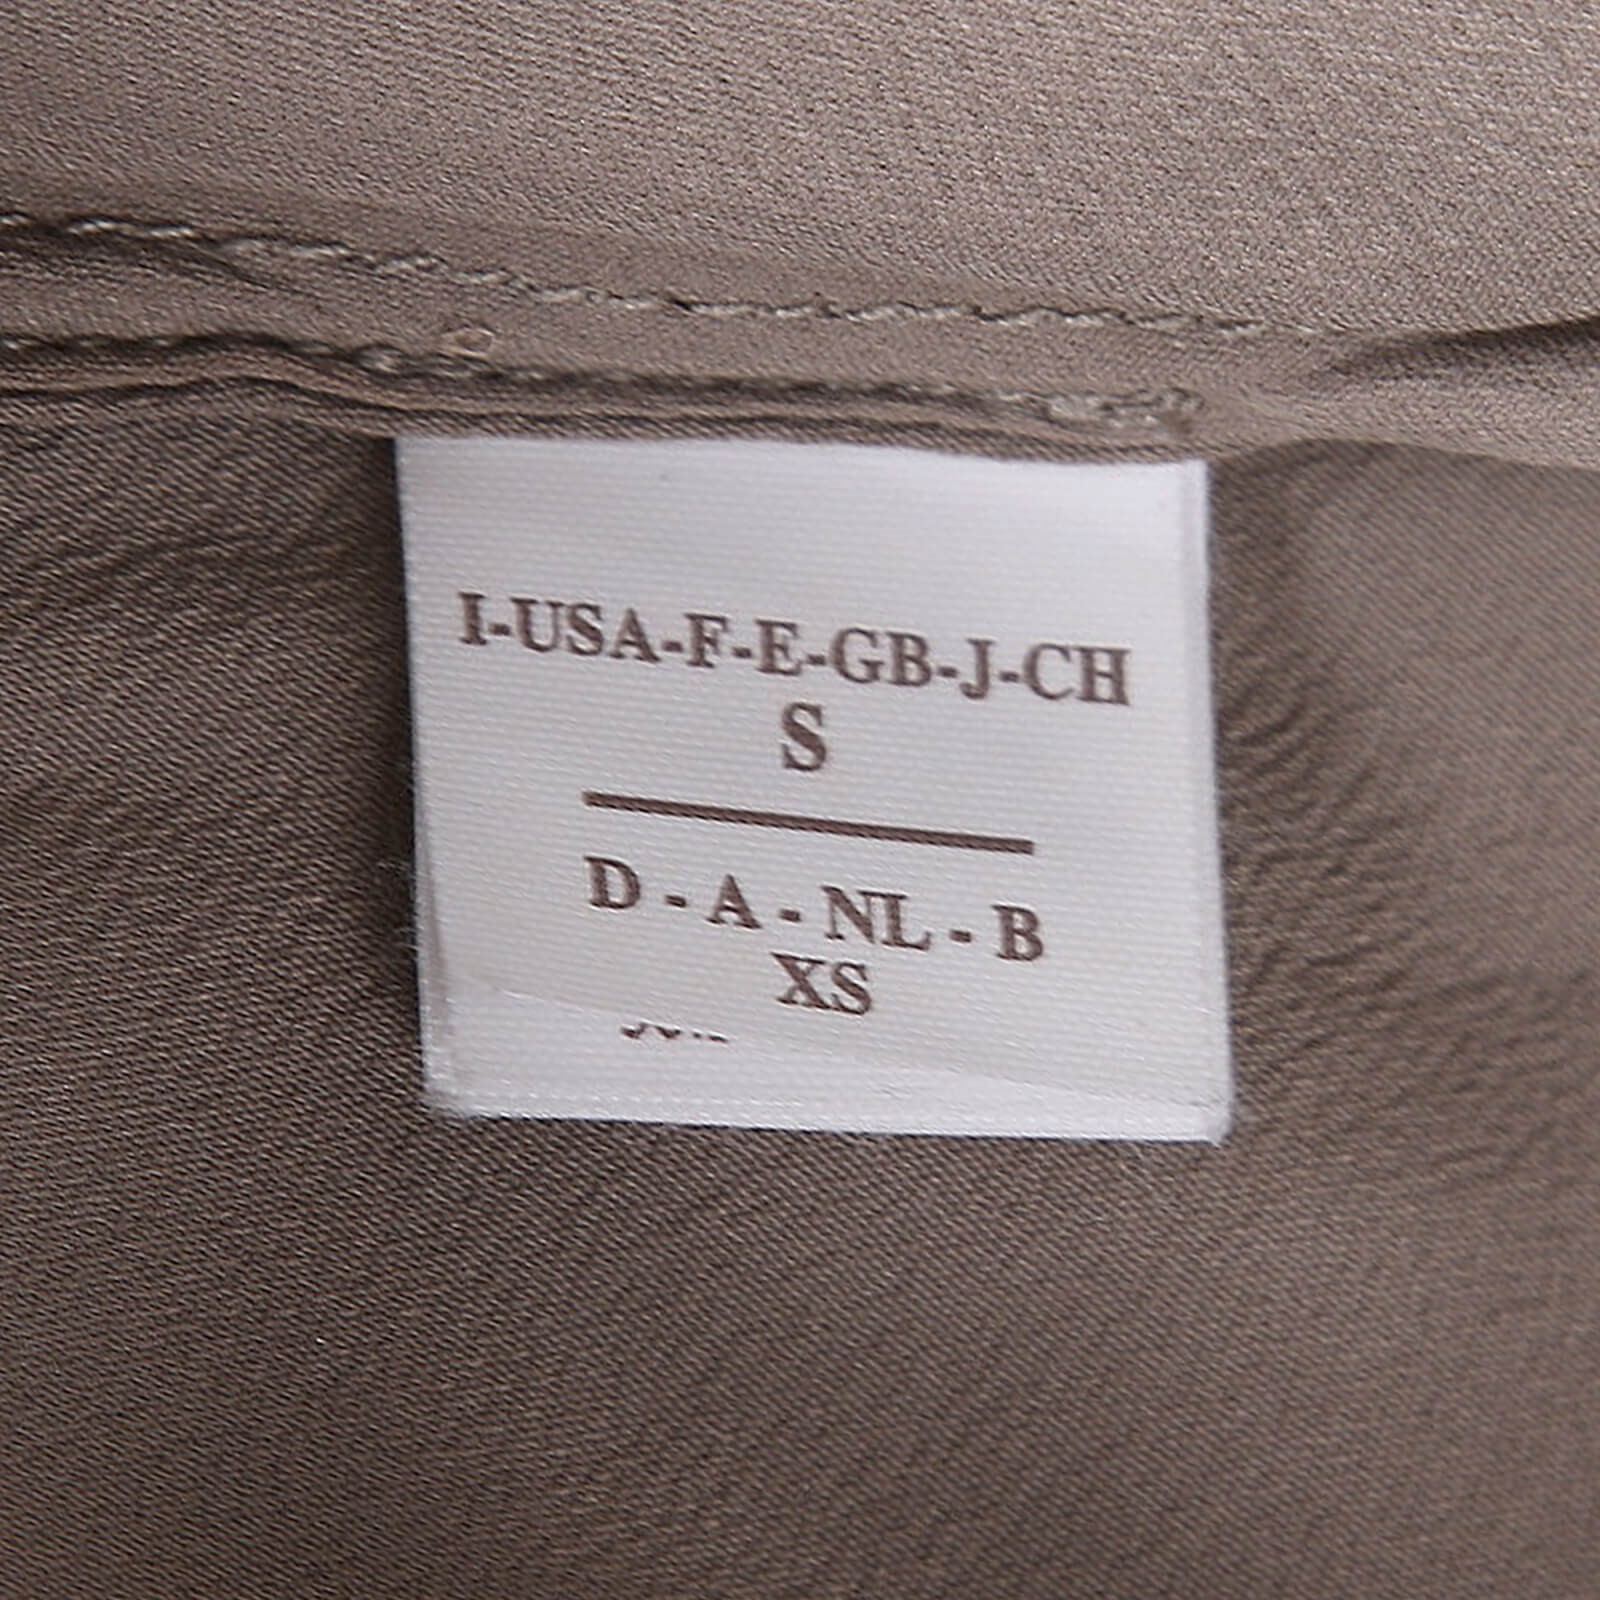 I-USA-F-E-GB-J-CH
S
D - A - NL - B
XS